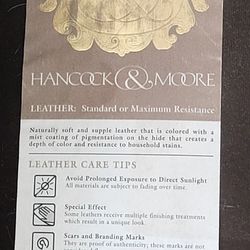 HANCOCK & MOORE
LEATHER: Standard or Maximum Resistance
Naturally soft and supple leather that is colored with a
mist coating of pigmentation on the hide that creates a
depth of color and resistance to household stains.
LEATHER CARE TIPS
Avoid Prolonged Exposure to Direct Sunlight
All materials are subject to fading over time.
Special Effect
Some leathers receive multiple finishing treatments
which result in a unique look.
Scars and Branding Marks
They are proof of authenticity; these marks are not